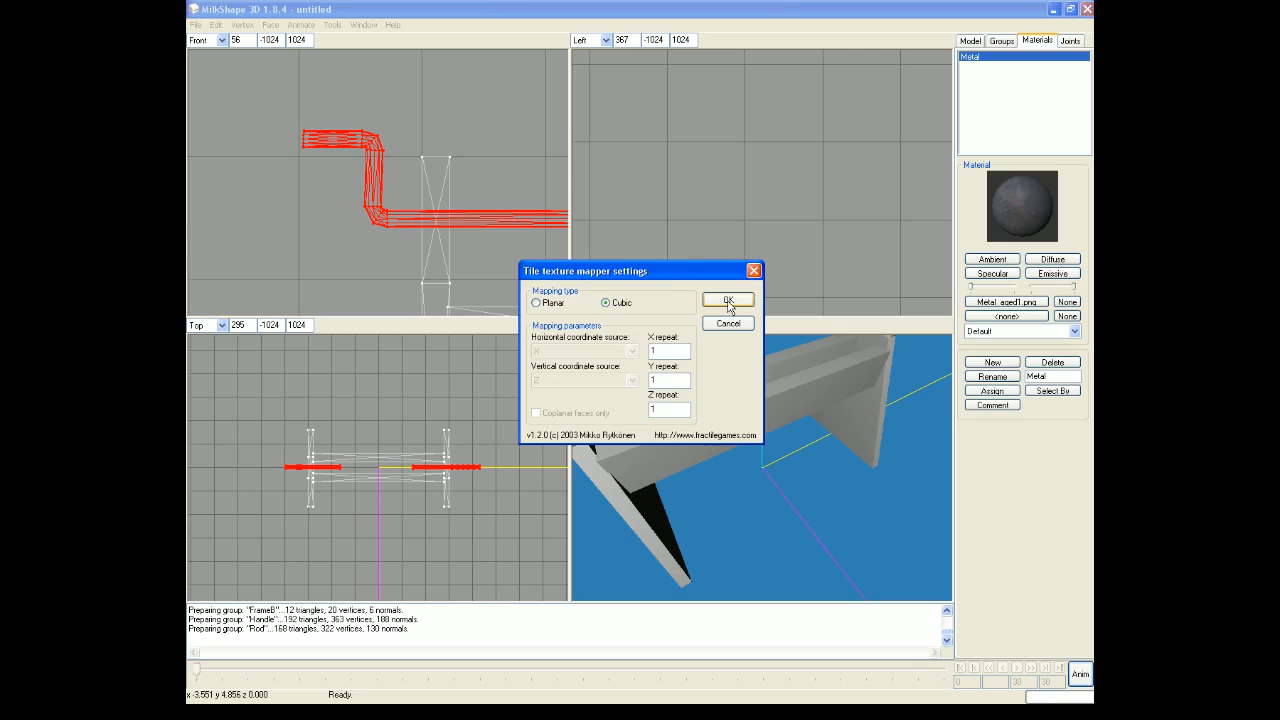 MilkShape 3D 1.8.4 - untitled
File Edit Vertex Face Animate Tools Window Help
Front 56 -1024 1024
Left 367 -1024 1024
Model Groups Materials Joints
Metal
Material
Ambient Diffuse
Specular Emissive
Metal_aged1.png None
<none> None
Default
New Delete
Rename Metal
Assign Select By
Comment
Tile texture mapper settings
Mapping type
Planar Cubic
OK
Cancel
Mapping parameters
Horizontal coordinate source: X repeat:
X 1
Vertical coordinate source: Y repeat:
Z 1
Z repeat:
Coplanar faces only 1
v1.2.0 (c) 2003 Mikko Rytkönen http://www.fractilegames.com
Top 295 -1024 1024
Preparing group: "FrameB"...12 triangles, 20 vertices, 6 normals.
Preparing group: "Handle"...192 triangles, 363 vertices, 188 normals.
Preparing group: "Rod"...168 triangles, 322 vertices, 130 normals.
0 30 30
Anim
x -3.551 y 4.856 z 0.000 Ready.